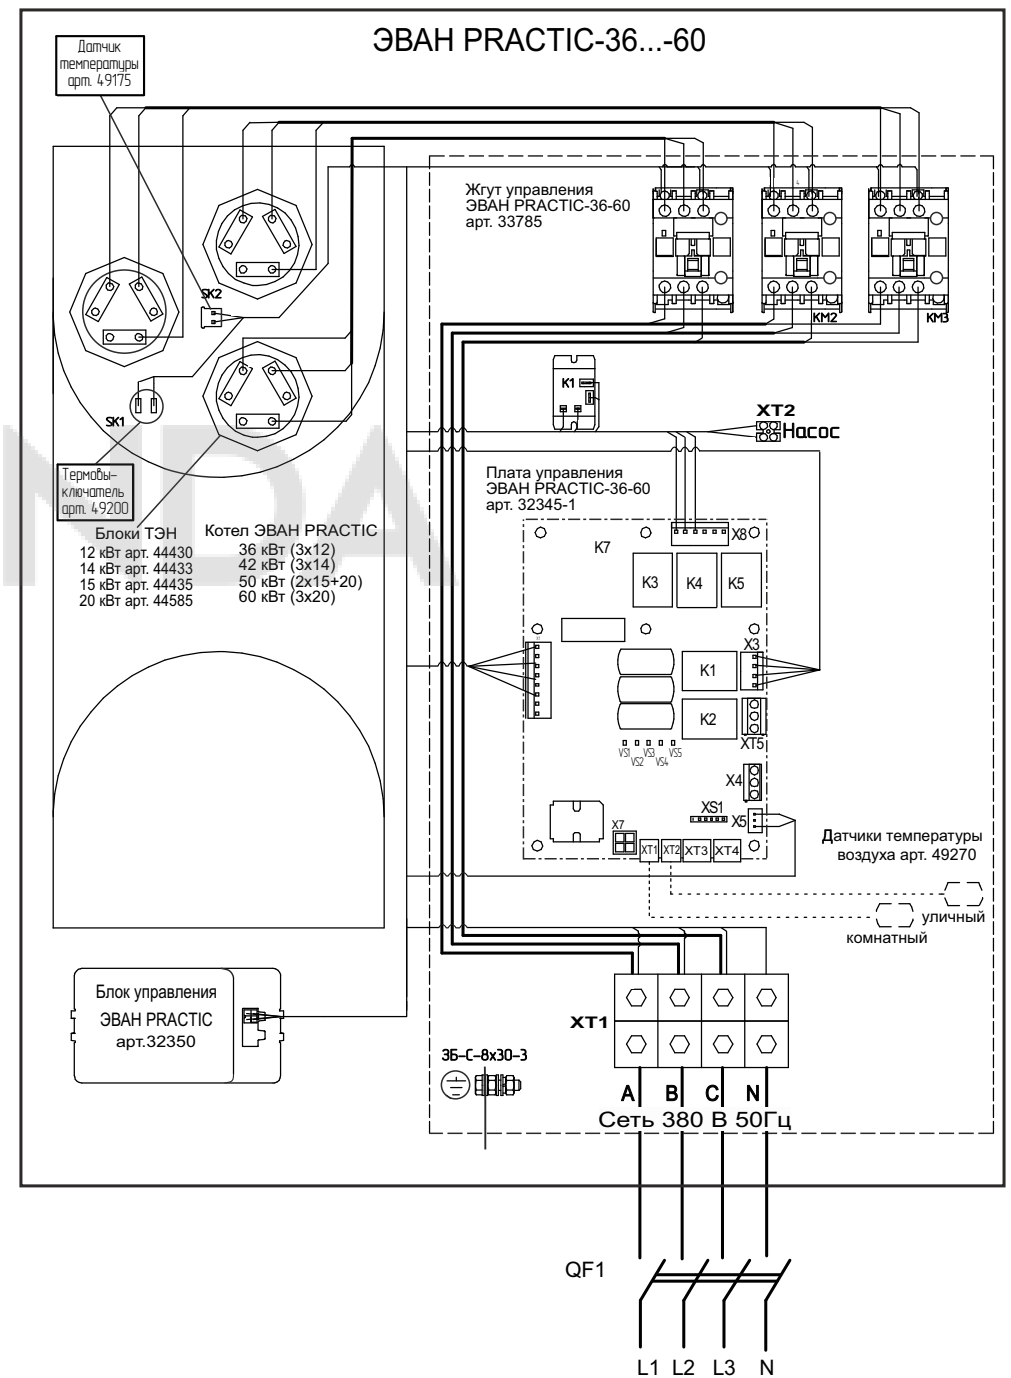 ЭВАН PRACTIC-36...-60
Датчик
температуры
арт. 49175
Жгут управления
ЭВАН PRACTIC-36-60
арт. 33785
SK2
KM2
KM3
K1
SK1
XT2
Насос
Термовы-
ключатель
арт. 49200
Плата управления
ЭВАН PRACTIC-36-60
арт. 32345-1
Блоки ТЭН
12 кВт арт. 44430
14 кВт арт. 44433
15 кВт арт. 44435
20 кВт арт. 44585
Котел ЭВАН PRACTIC
36 кВт (3x12)
42 кВт (3x14)
50 кВт (2x15+20)
60 кВт (3x20)
K7
X8
K3
K4
K5
X3
K1
K2
XT5
VS1
VS2
VS3
VS4
VS5
X4
XS1
X5
X7
XT1
XT2
XT3
XT4
Датчики температуры
воздуха арт. 49270
уличный
комнатный
Блок управления
ЭВАН PRACTIC
арт.32350
XT1
ЗБ-С-8х30-3
A B C N
Сеть 380 В 50Гц
QF1
L1 L2 L3 N
NDA